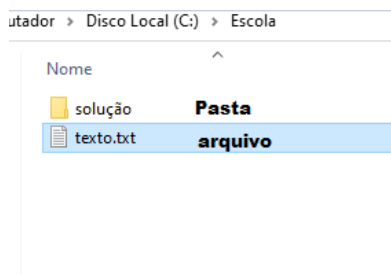 utador > Disco Local (C:) > Escola
Nome
solução Pasta
texto.txt arquivo